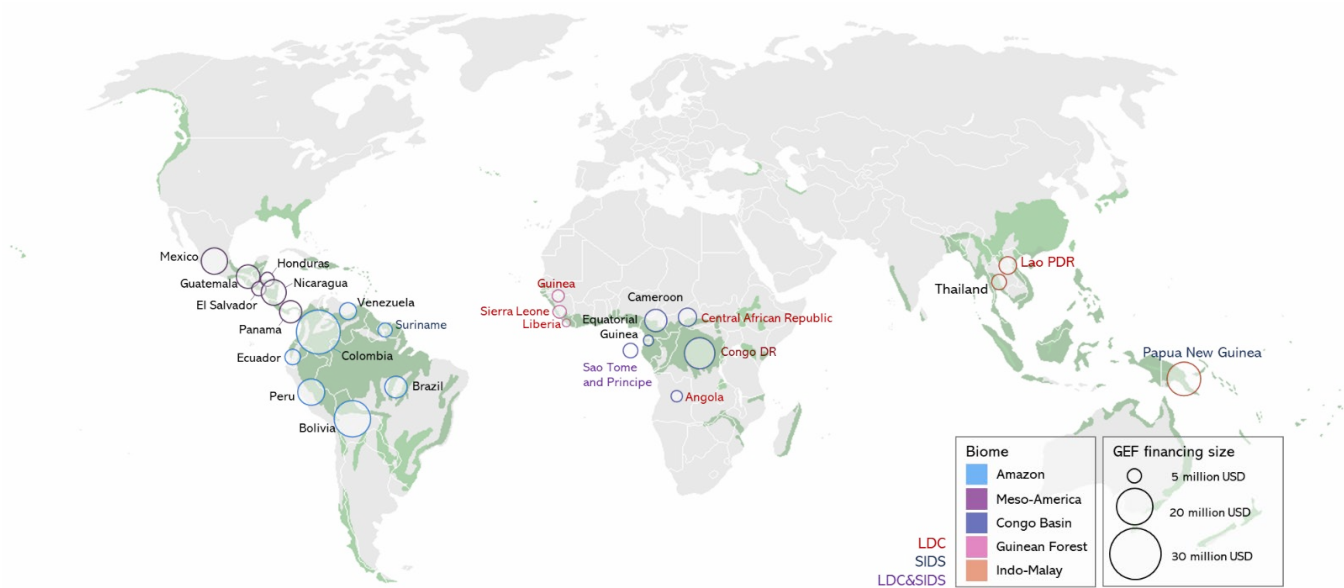 Mexico
Honduras
Guatemala
Nicaragua
El Salvador
Venezuela
Panama
Suriname
Ecuador
Colombia
Peru
Brazil
Bolivia
Guinea
Sierra Leone
Liberia
Cameroon
Equatorial
Guinea
Central African Republic
Congo DR
Sao Tome
and Principe
Angola
Lao PDR
Thailand
Papua New Guinea
LDC
SIDS
LDC&SIDS
Biome
Amazon
Meso-America
Congo Basin
Guinean Forest
Indo-Malay
GEF financing size
5 million USD
20 million USD
30 million USD